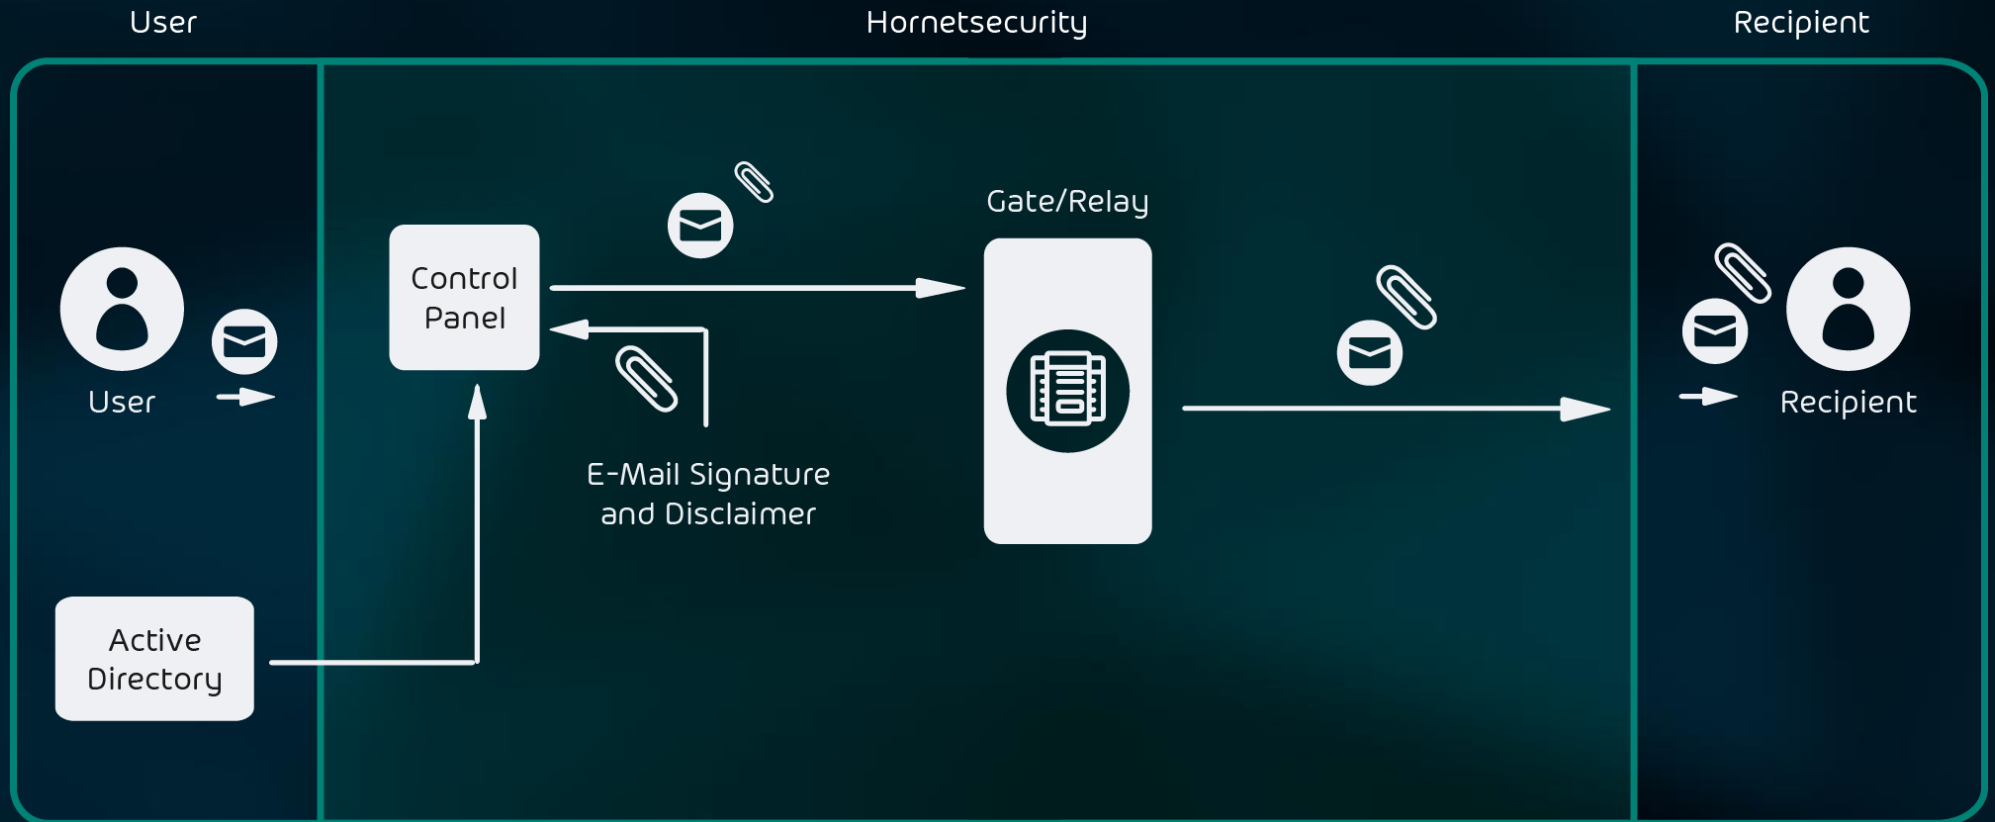 User
Hornetsecurity
Recipient
Gate/Relay
Control
Panel
User
Recipient
E-Mail Signature
and Disclaimer
Active
Directory